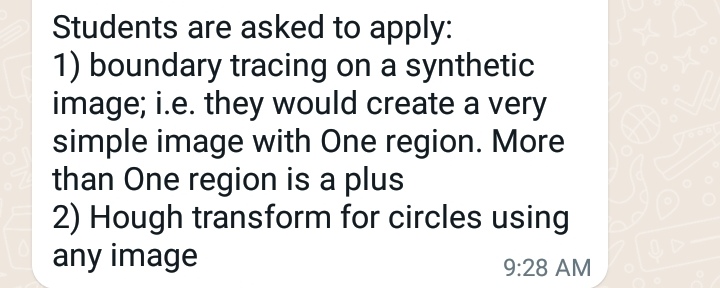 Students are asked to apply:
1) boundary tracing on a synthetic
image; i.e. they would create a very
simple image with One region. More
than One region is a plus
2) Hough transform for circles using
any image
9:28 AM